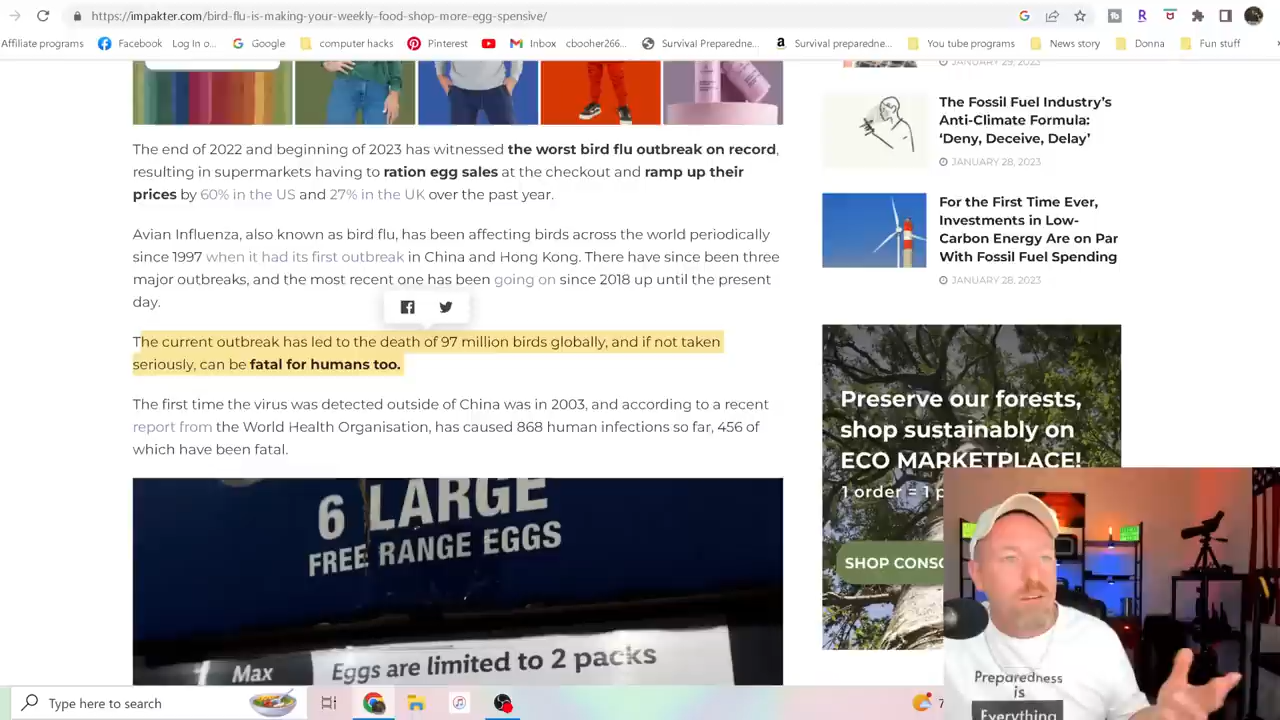 https://impakter.com/bird-flu-is-making-your-weekly-food-shop-more-egg-spensive/
Affiliate programs
Facebook
Log In o...
Google
computer hacks
Pinterest
Inbox
cbooher266...
Survival Preparedne...
Survival preparedne...
You tube programs
News story
Donna
Fun stuff
The end of 2022 and beginning of 2023 has witnessed the worst bird flu outbreak on record,
resulting in supermarkets having to ration egg sales at the checkout and ramp up their
prices by 60% in the US and 27% in the UK over the past year.
Avian Influenza, also known as bird flu, has been affecting birds across the world periodically
since 1997 when it had its first outbreak in China and Hong Kong. There have since been three
major outbreaks, and the most recent one has been going on since 2018 up until the present
day.
The current outbreak has led to the death of 97 million birds globally, and if not taken
seriously, can be fatal for humans too.
The first time the virus was detected outside of China was in 2003, and according to a recent
report from the World Health Organisation, has caused 868 human infections so far, 456 of
which have been fatal.
6 LARGE
FREE RANGE EGGS
Max
Eggs are limited to 2 packs
JANUARY 29, 2023
The Fossil Fuel Industry's
Anti-Climate Formula:
'Deny, Deceive, Delay'
JANUARY 28, 2023
For the First Time Ever,
Investments in Low-
Carbon Energy Are on Par
With Fossil Fuel Spending
JANUARY 28, 2023
Preserve our forests,
shop sustainably on
ECO MARKETPLACE!
1 order = 1 p
SHOP CONSC
Preparedness
is
Everything
Type here to search
7